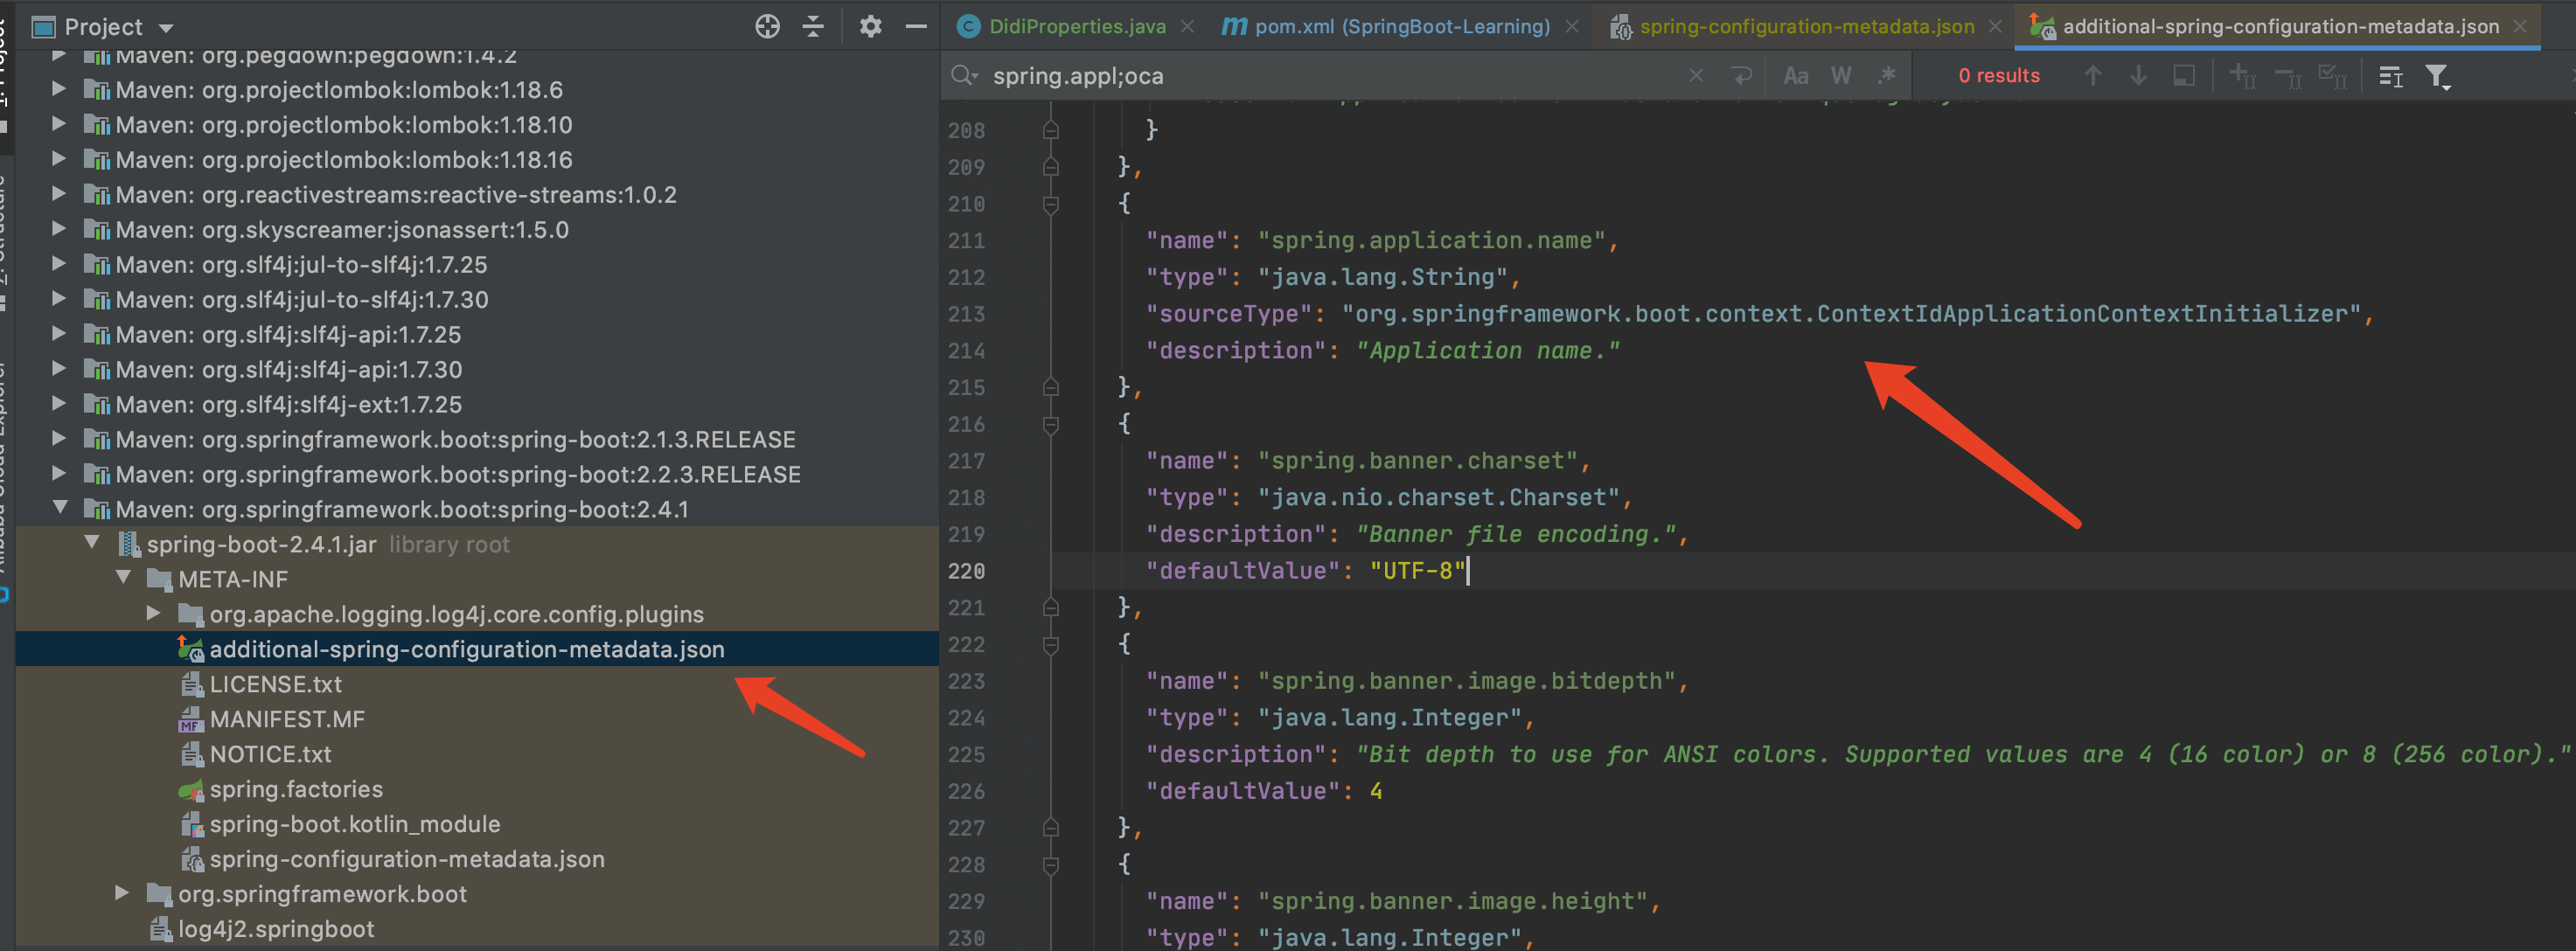 Project
Maven: org.pegdown:pegdown:1.4.2
Maven: org.projectlombok:lombok:1.18.6
Maven: org.projectlombok:lombok:1.18.10
Maven: org.projectlombok:lombok:1.18.16
Maven: org.reactivestreams:reactive-streams:1.0.2
Maven: org.skyscreamer:jsonassert:1.5.0
Maven: org.slf4j:jul-to-slf4j:1.7.25
Maven: org.slf4j:jul-to-slf4j:1.7.30
Maven: org.slf4j:slf4j-api:1.7.25
Maven: org.slf4j:slf4j-api:1.7.30
Maven: org.slf4j:slf4j-ext:1.7.25
Maven: org.springframework.boot:spring-boot:2.1.3.RELEASE
Maven: org.springframework.boot:spring-boot:2.2.3.RELEASE
Maven: org.springframework.boot:spring-boot:2.4.1
spring-boot-2.4.1.jar library root
META-INF
org.apache.logging.log4j.core.config.plugins
additional-spring-configuration-metadata.json
LICENSE.txt
MANIFEST.MF
NOTICE.txt
spring.factories
spring-boot.kotlin_module
spring-configuration-metadata.json
org.springframework.boot
log4j2.springboot
DidiProperties.java
pom.xml (SpringBoot-Learning)
spring-configuration-metadata.json
additional-spring-configuration-metadata.json
spring.appl;oca
Aa W .* 0 results
208 }
209 },
210 {
211 "name": "spring.application.name",
212 "type": "java.lang.String",
213 "sourceType": "org.springframework.boot.context.ContextIdApplicationContextInitializer",
214 "description": "Application name."
215 },
216 {
217 "name": "spring.banner.charset",
218 "type": "java.nio.charset.Charset",
219 "description": "Banner file encoding.",
220 "defaultValue": "UTF-8"
221 },
222 {
223 "name": "spring.banner.image.bitdepth",
224 "type": "java.lang.Integer",
225 "description": "Bit depth to use for ANSI colors. Supported values are 4 (16 color) or 8 (256 color)."
226 "defaultValue": 4
227 },
228 {
229 "name": "spring.banner.image.height",
230 "type": "java.lang.Integer",